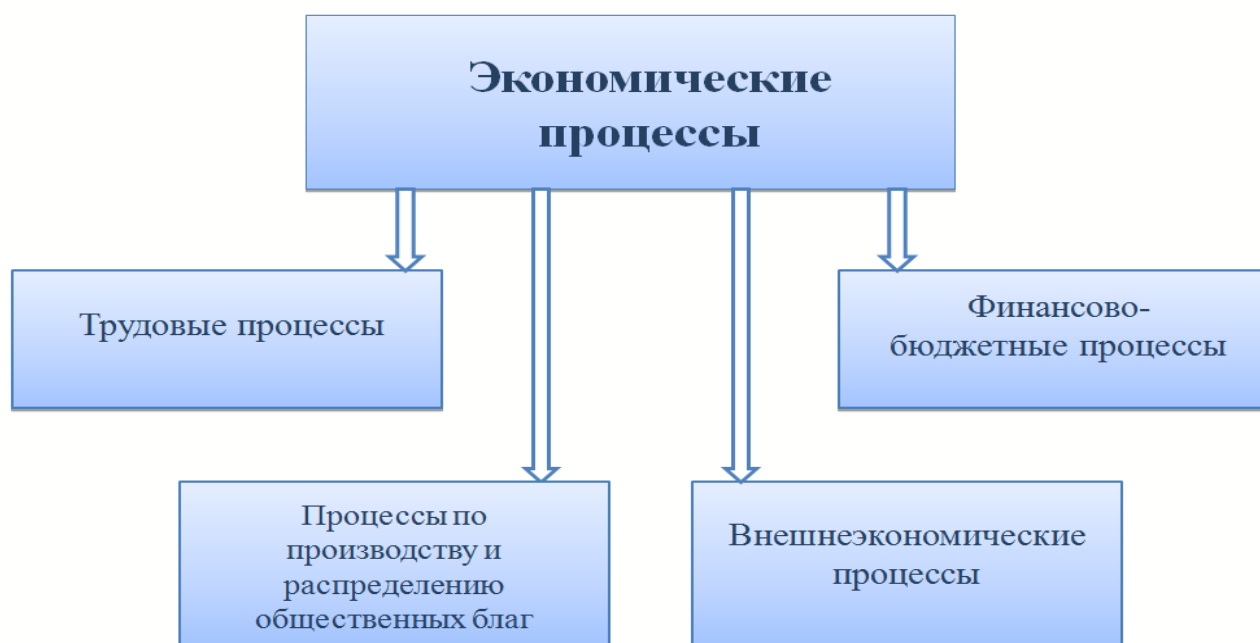 Экономические
процессы
Трудовые процессы
Финансово-
бюджетные процессы
Процессы по
производству и
распределению
общественных благ
Внешнеэкономические
процессы